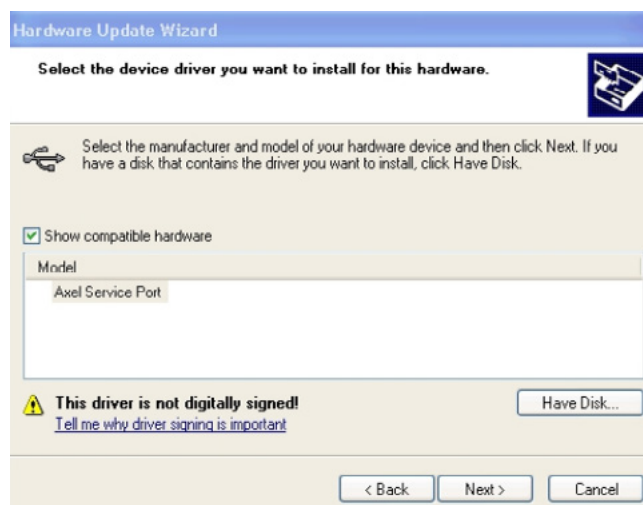 Hardware Update Wizard
Select the device driver you want to install for this hardware.
Select the manufacturer and model of your hardware device and then click Next. If you
have a disk that contains the driver you want to install, click Have Disk.
Show compatible hardware
Model
Axel Service Port
This driver is not digitally signed!
Have Disk...
Tell me why driver signing is important
< Back
Next >
Cancel